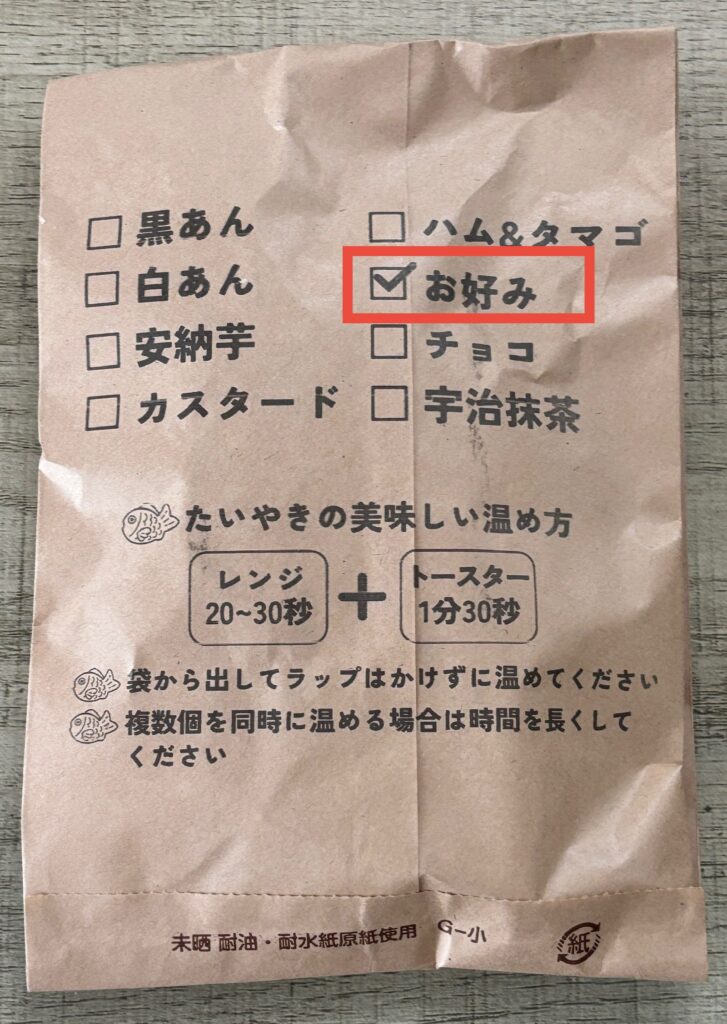 黒あん
白あん
安納芋
カスタード
ハム&タマゴ
お好み
チョコ
宇治抹茶
たいやきの美味しい温め方
レンジ
20~30秒
+
トースター
1分30秒
袋から出してラップはかけずに温めてください
複数個を同時に温める場合は時間を長くして
ください
未晒 耐油・耐水紙原紙使用 G-小
紙